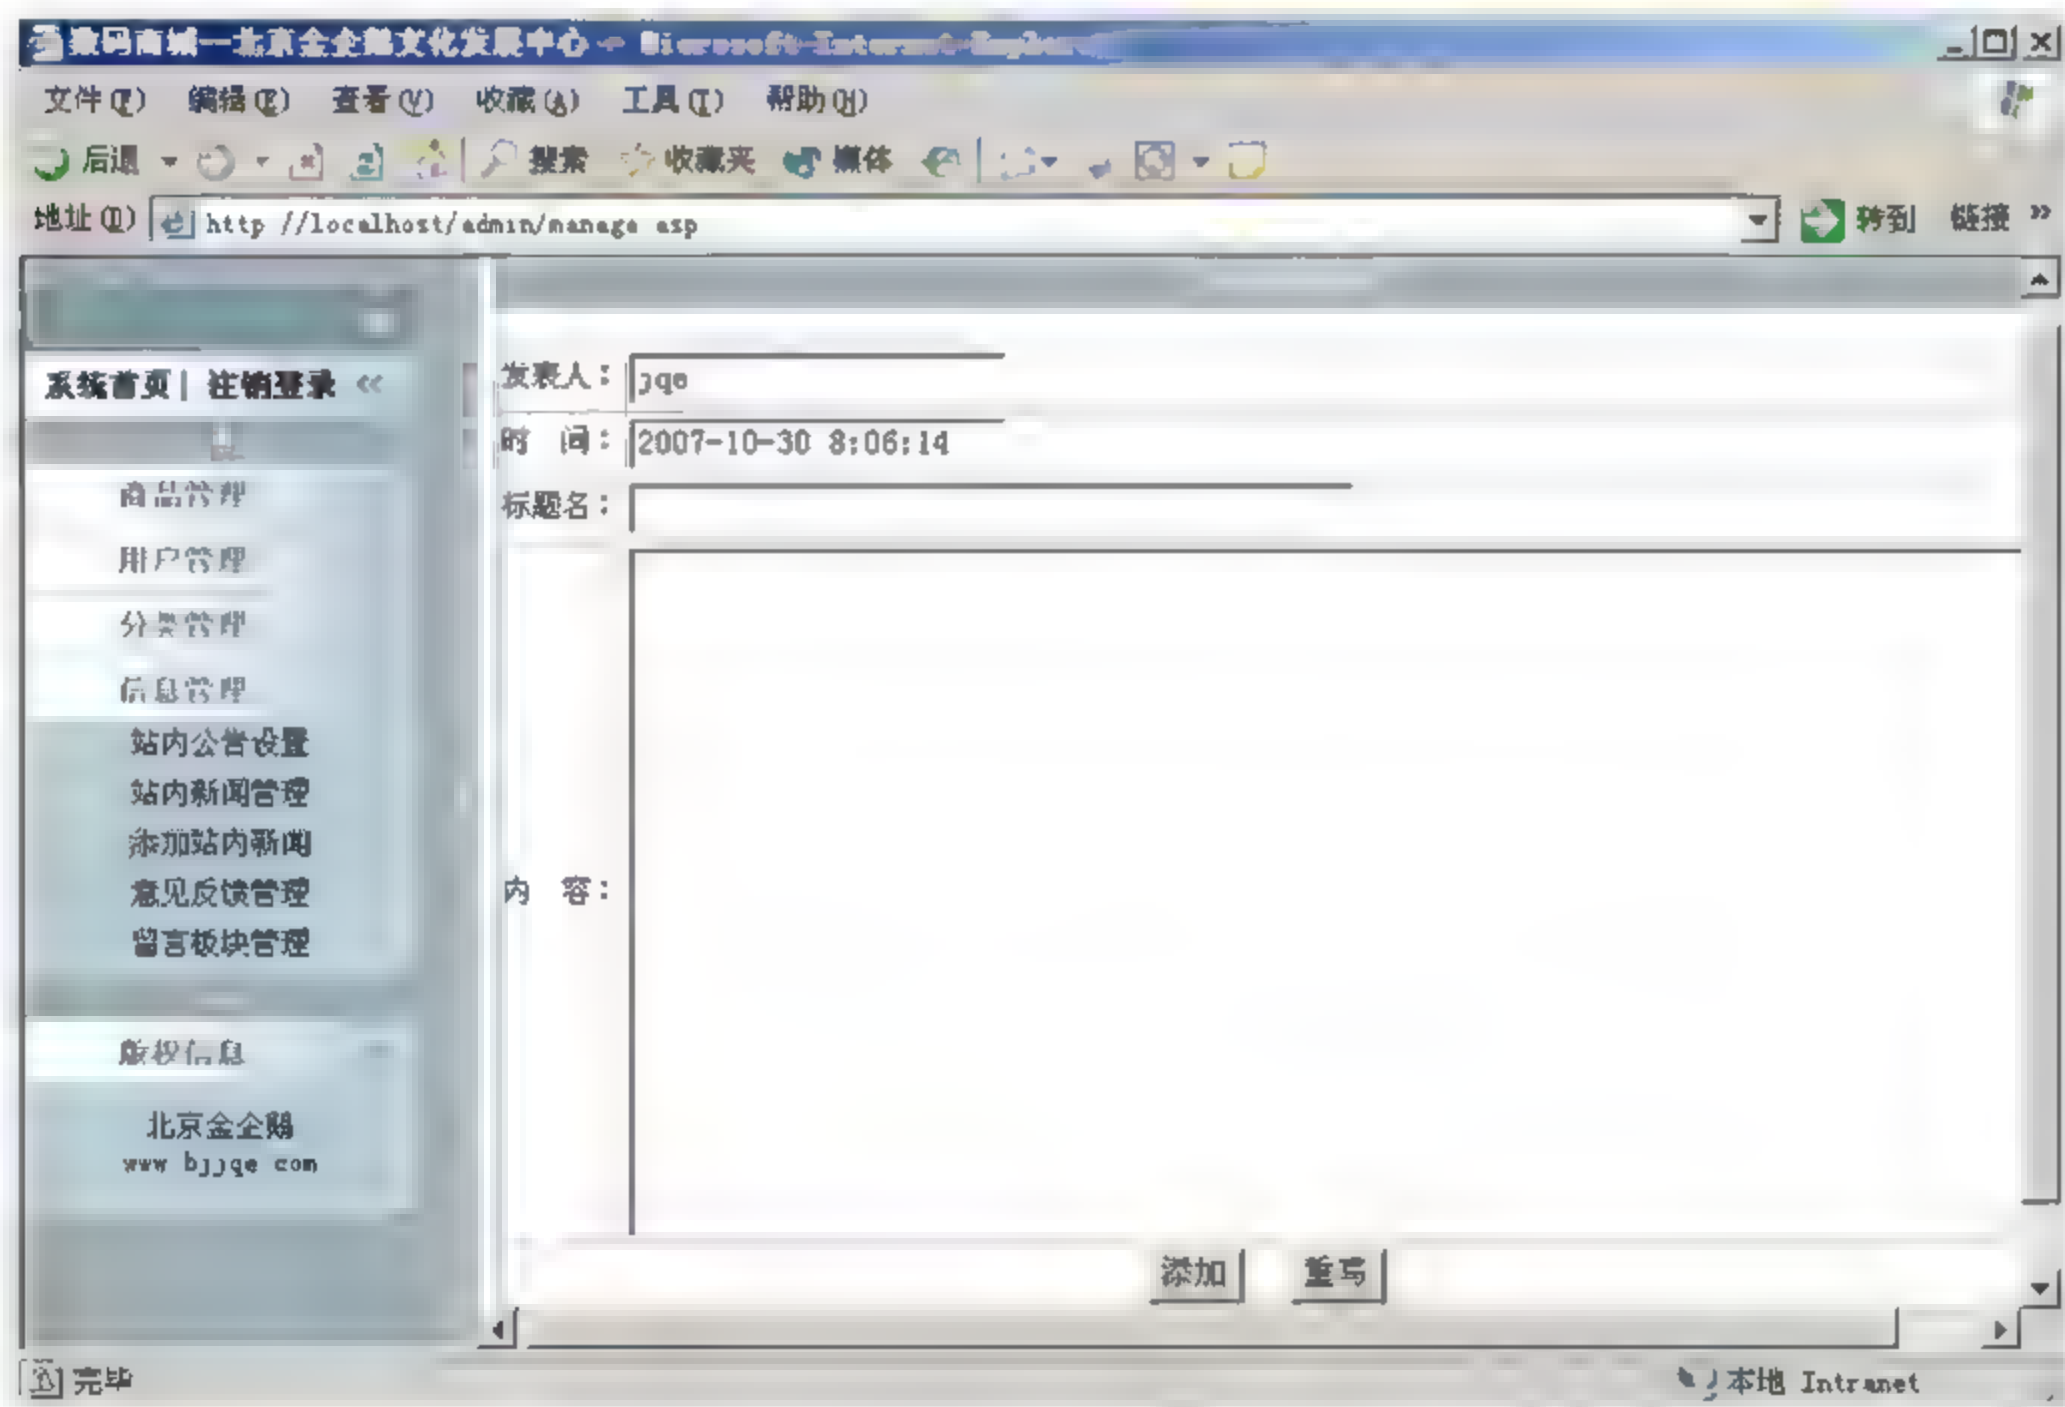 数码商城--北京金企鹅文化发展中心 - Microsoft Internet Explorer
文件(F) 编辑(E) 查看(V) 收藏(A) 工具(T) 帮助(H)
后退 搜索 收藏夹 媒体
地址(D) http //localhost/admin/manage asp 转到 链接 »
系统首页| 注销登录 «
商品管理
用户管理
分类管理
信息管理
站内公告设置
站内新闻管理
添加站内新闻
意见反馈管理
留言板块管理
版权信息
北京金企鹅
www bjjqe com
发表人: jqe
时 间: 2007-10-30 8:06:14
标题名:
内 容:
添加 重写
完毕 本地 Intranet